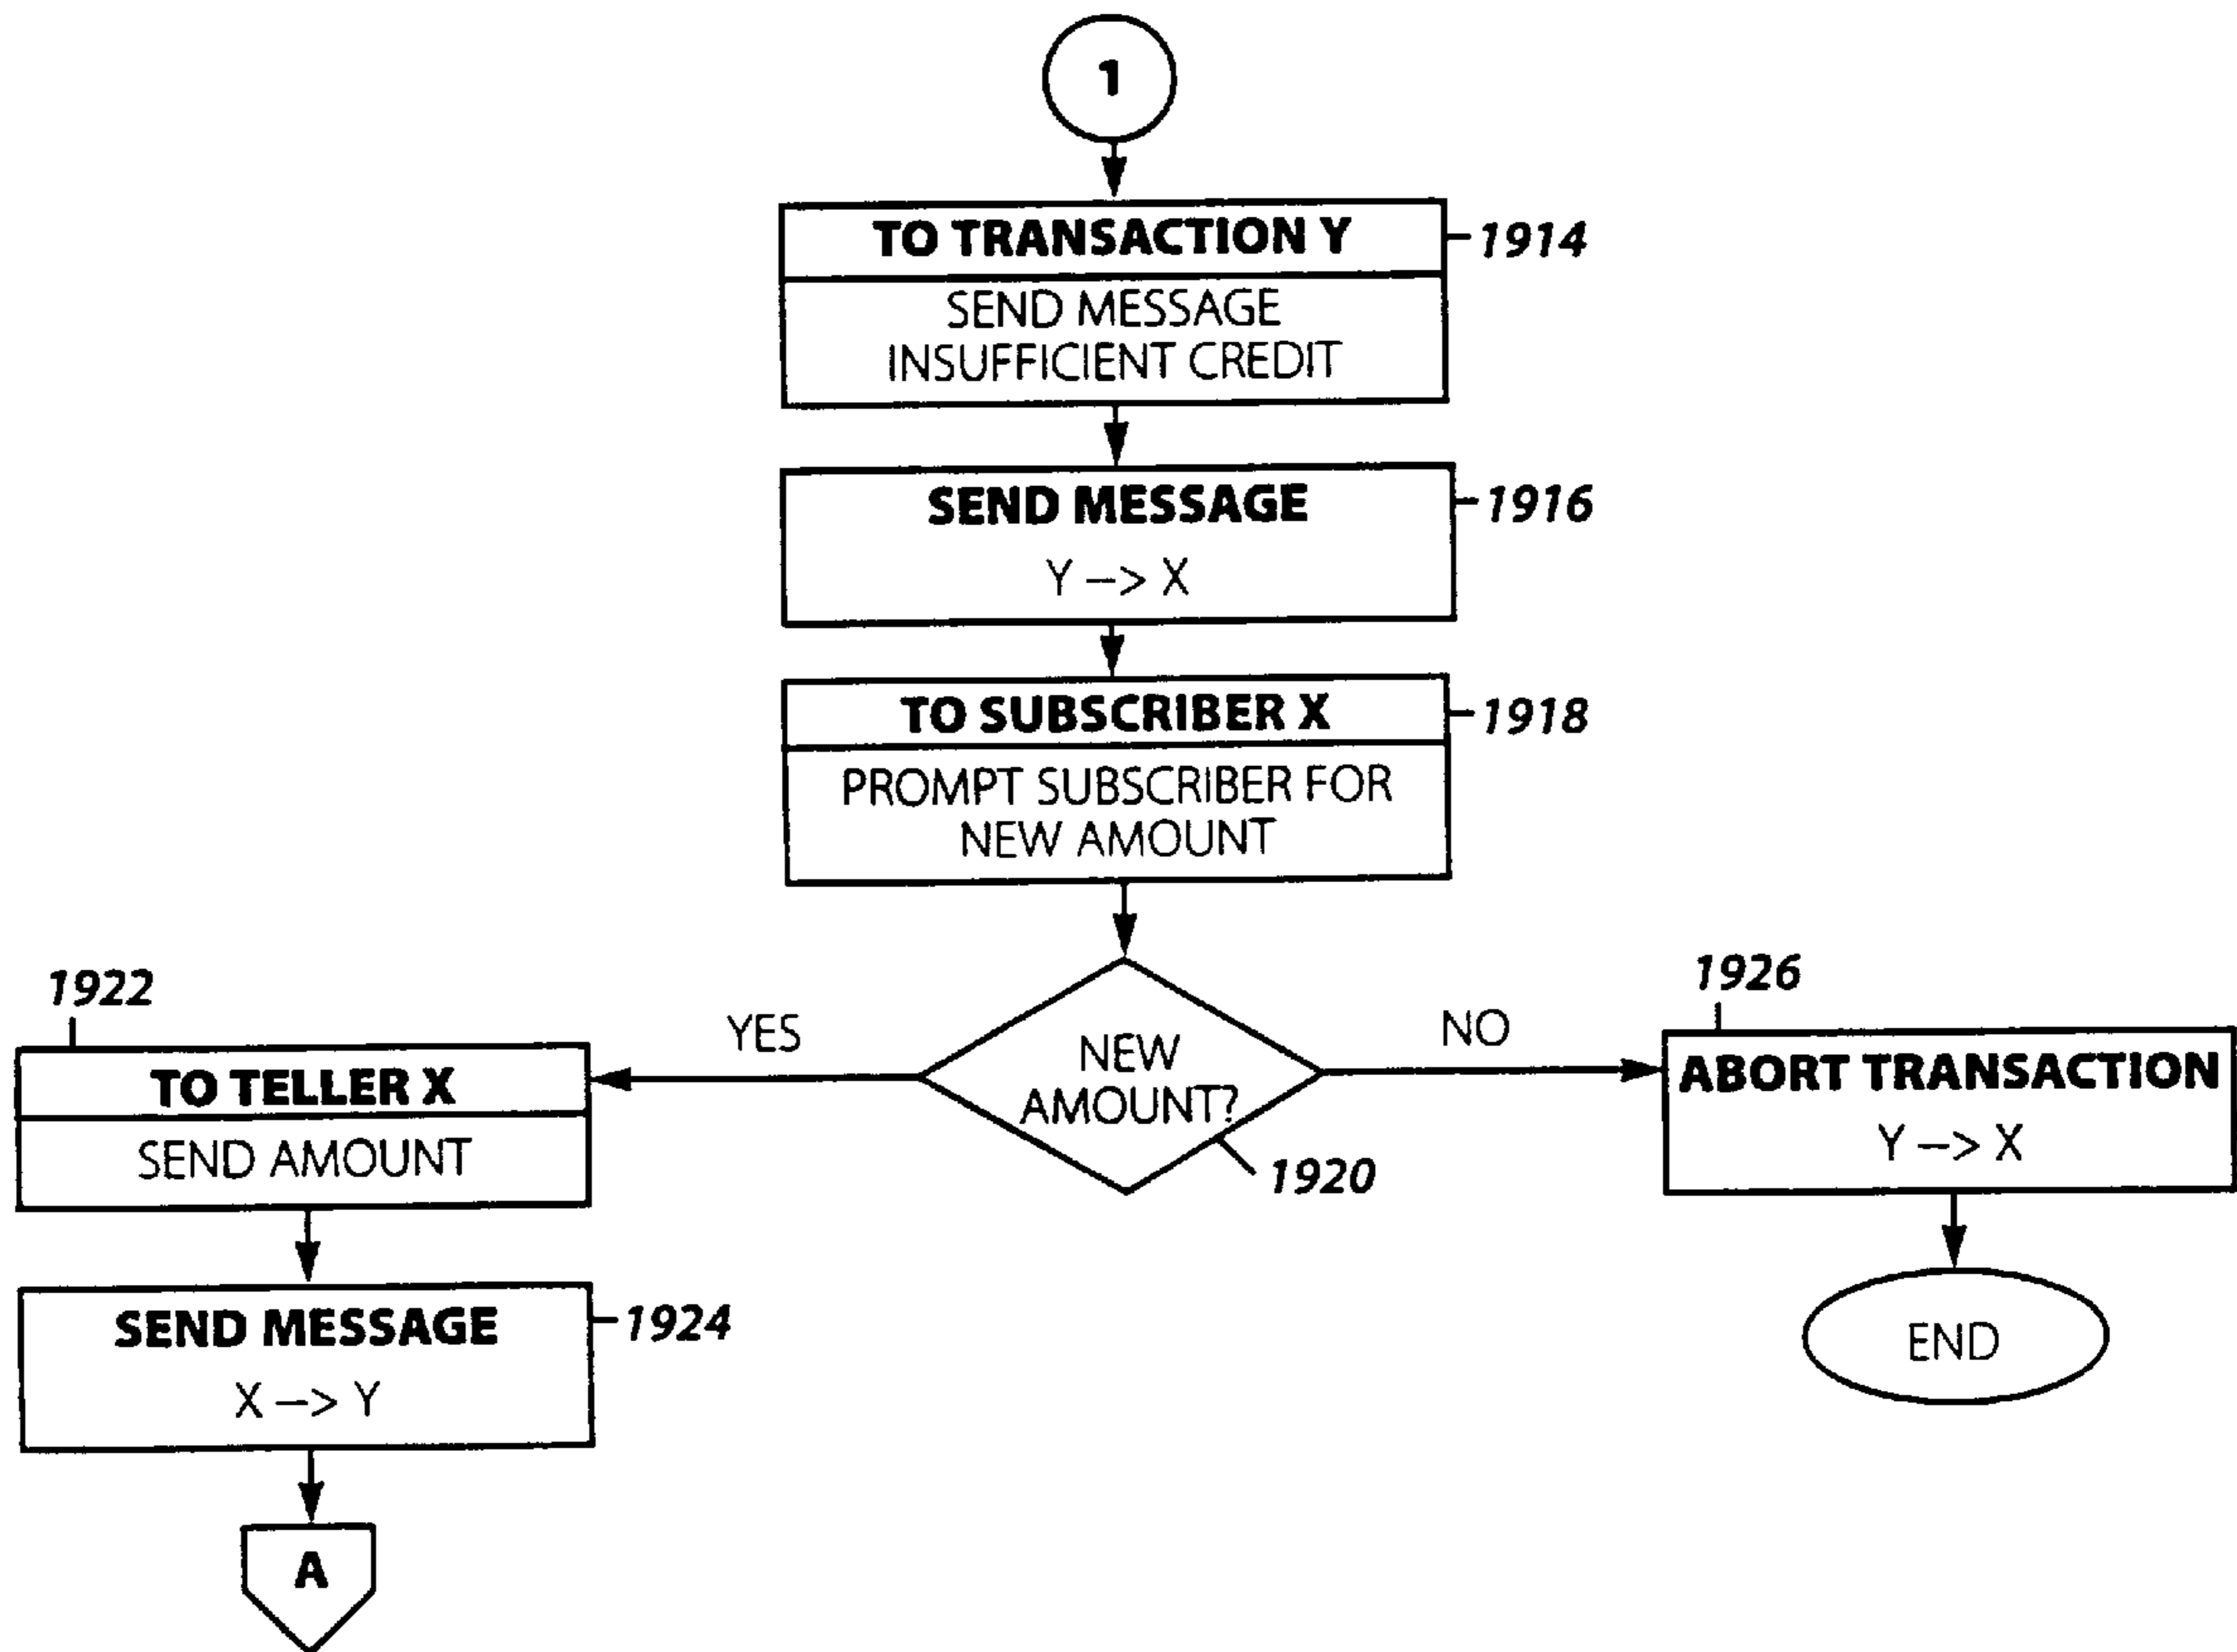 1
TO TRANSACTION Y
1914
SEND MESSAGE
INSUFFICIENT CREDIT
SEND MESSAGE
1916
Y --> X
TO SUBSCRIBER X
1918
PROMPT SUBSCRIBER FOR
NEW AMOUNT
1922
YES
NEW
AMOUNT?
NO
1926
TO TELLER X
SEND AMOUNT
1920
ABORT TRANSACTION
Y --> X
SEND MESSAGE
1924
X --> Y
END
A